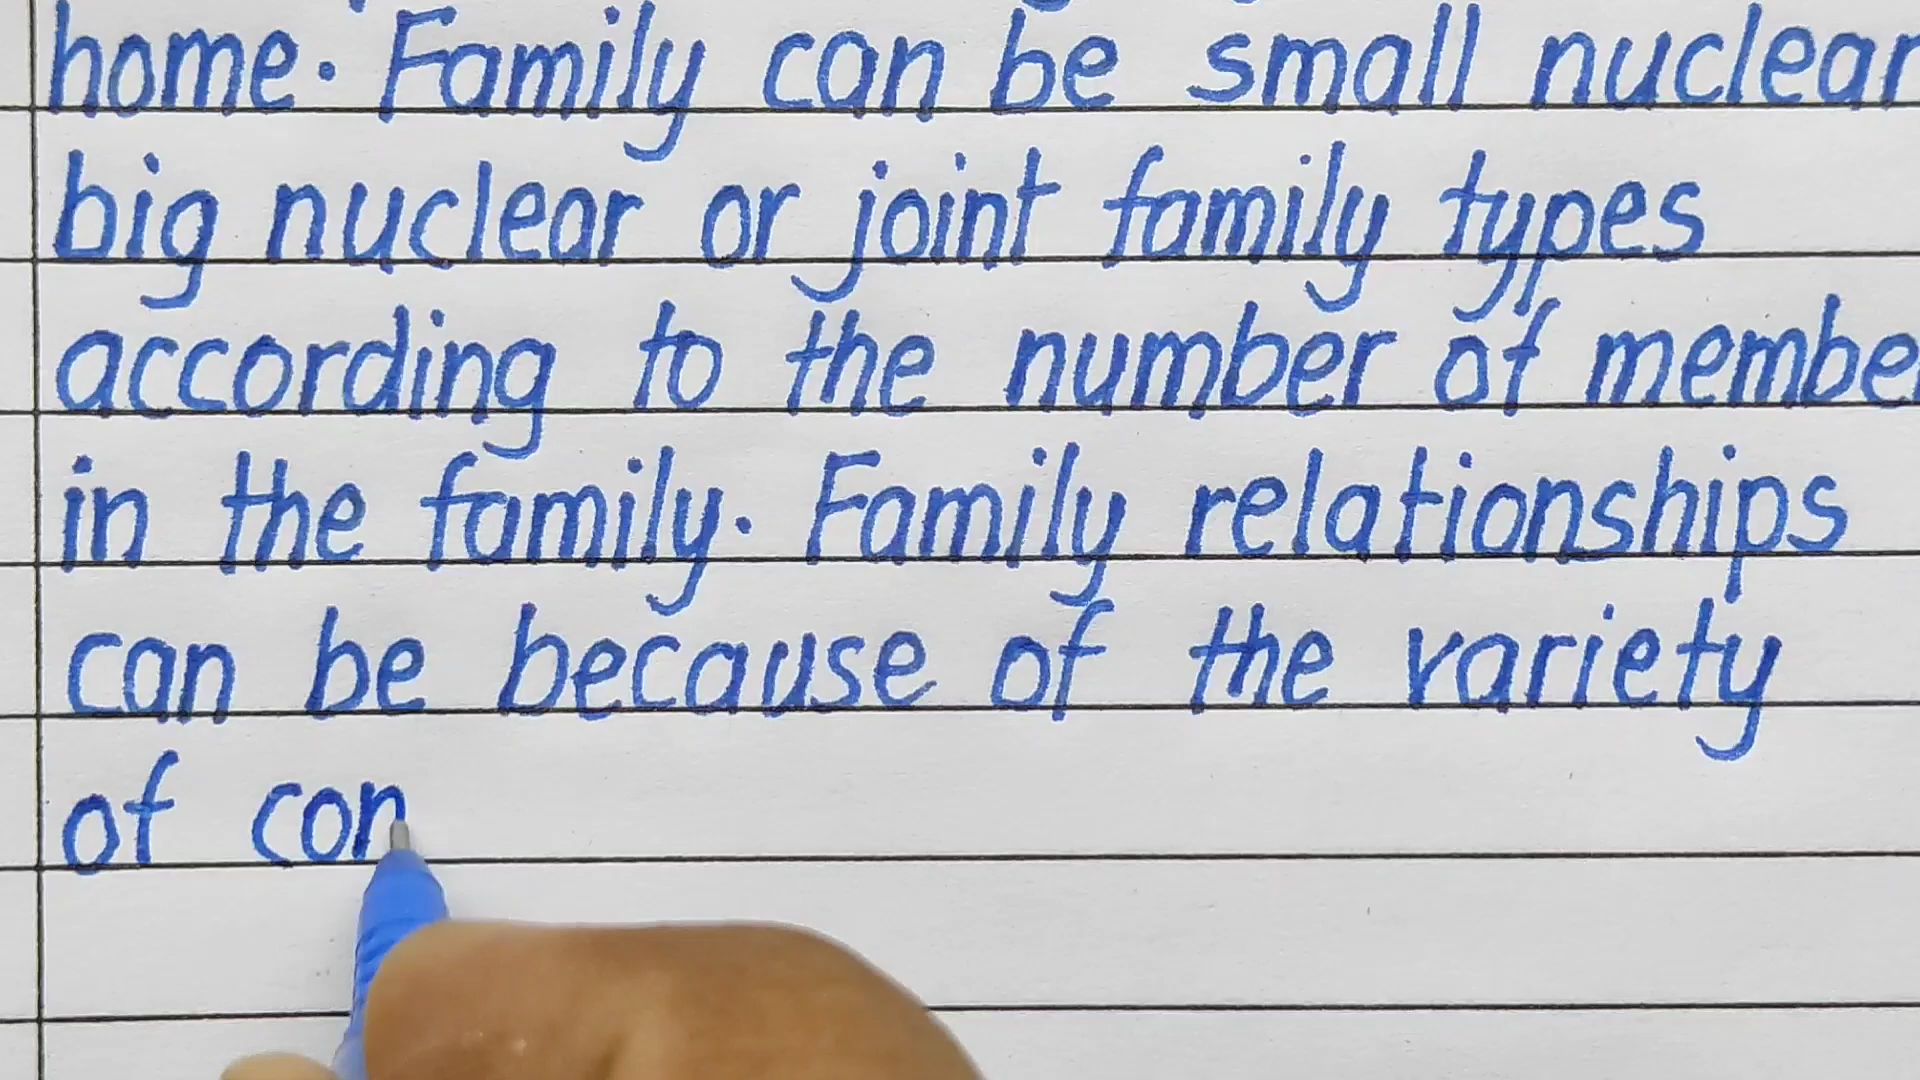 home. Family can be small nuclear
big nuclear or joint family types
according to the number of membe
in the family. Family relationships
can be because of the variety
of con